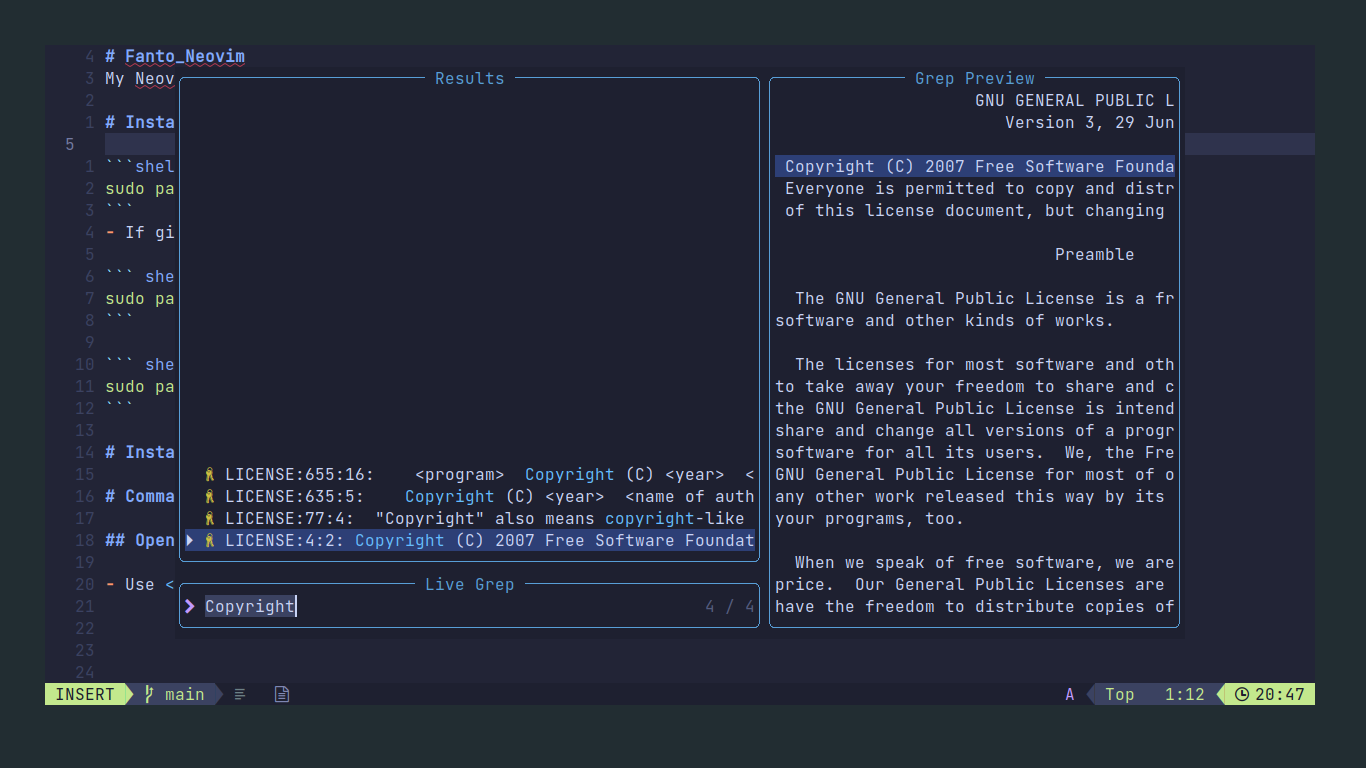 4 # Fanto_Neovim
3 My Neov
2
1 # Insta
5
1 ```shel
2 sudo pa
3 ```
4 - If gi
5
6 ``` she
7 sudo pa
8 ```
9
10 ``` she
11 sudo pa
12 ```
13
14 # Insta
15
16 # Comma
17
18 ## Open
19
20 - Use <
21
22
23
24
Results
LICENSE:655:16:    <program>  Copyright (C) <year>  <
LICENSE:635:5:    Copyright (C) <year>  <name of auth
LICENSE:77:4:  "Copyright" also means copyright-like
LICENSE:4:2: Copyright (C) 2007 Free Software Foundat
Live Grep
Copyright 4 / 4
Grep Preview
GNU GENERAL PUBLIC L
Version 3, 29 Jun
Copyright (C) 2007 Free Software Founda
Everyone is permitted to copy and distr
of this license document, but changing
Preamble
The GNU General Public License is a fr
software and other kinds of works.
The licenses for most software and oth
to take away your freedom to share and c
the GNU General Public License is intend
share and change all versions of a progr
software for all its users.  We, the Fre
GNU General Public License for most of o
any other work released this way by its
your programs, too.
When we speak of free software, we are
price.  Our General Public Licenses are
have the freedom to distribute copies of
INSERT main A Top 1:12 20:47